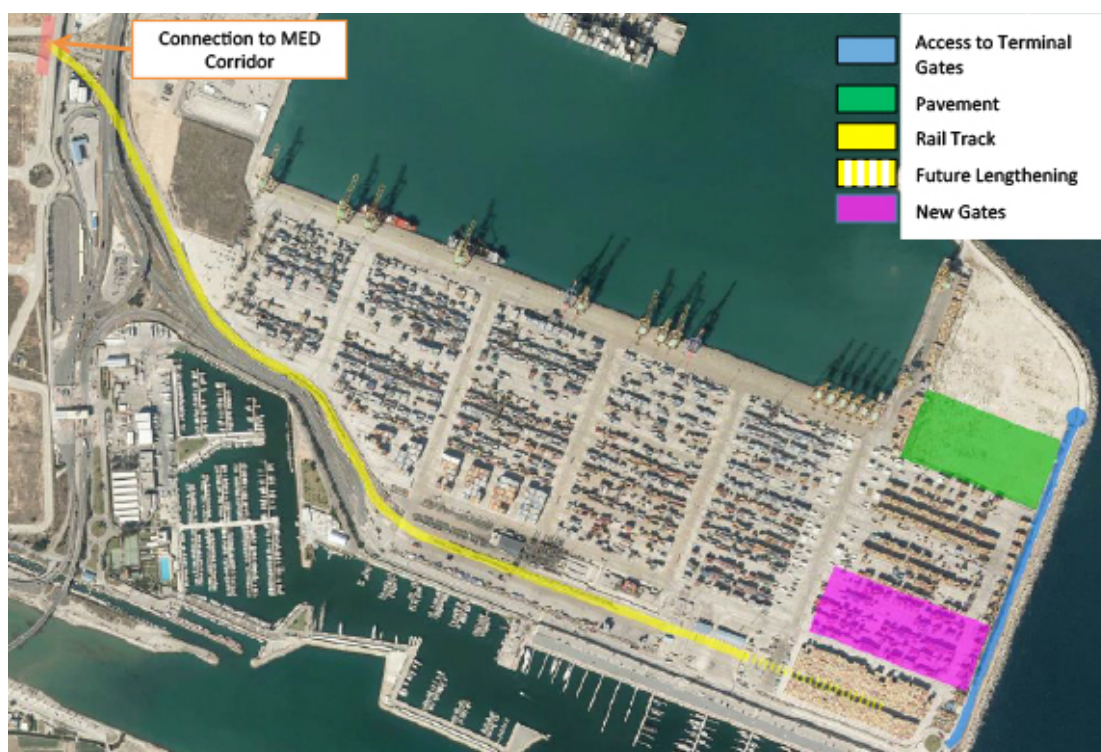 Connection to MED
Corridor
Access to Terminal
Gates
Pavement
Rail Track
Future Lengthening
New Gates